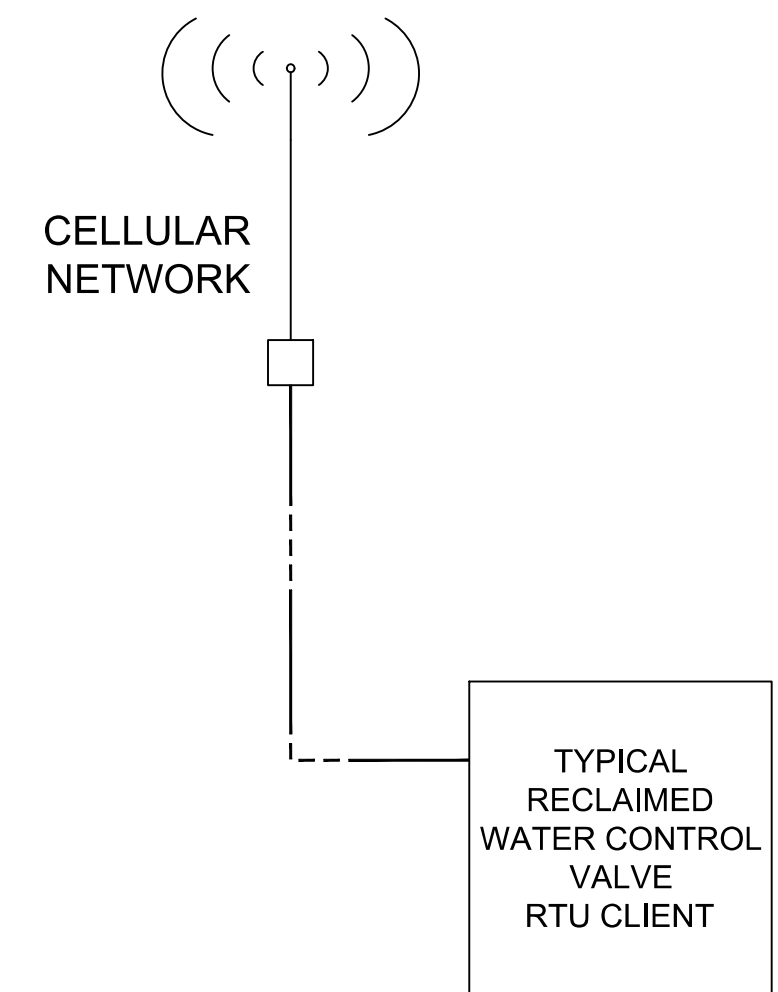 CELLULAR
NETWORK
TYPICAL
RECLAIMED
WATER CONTROL
VALVE
RTU CLIENT